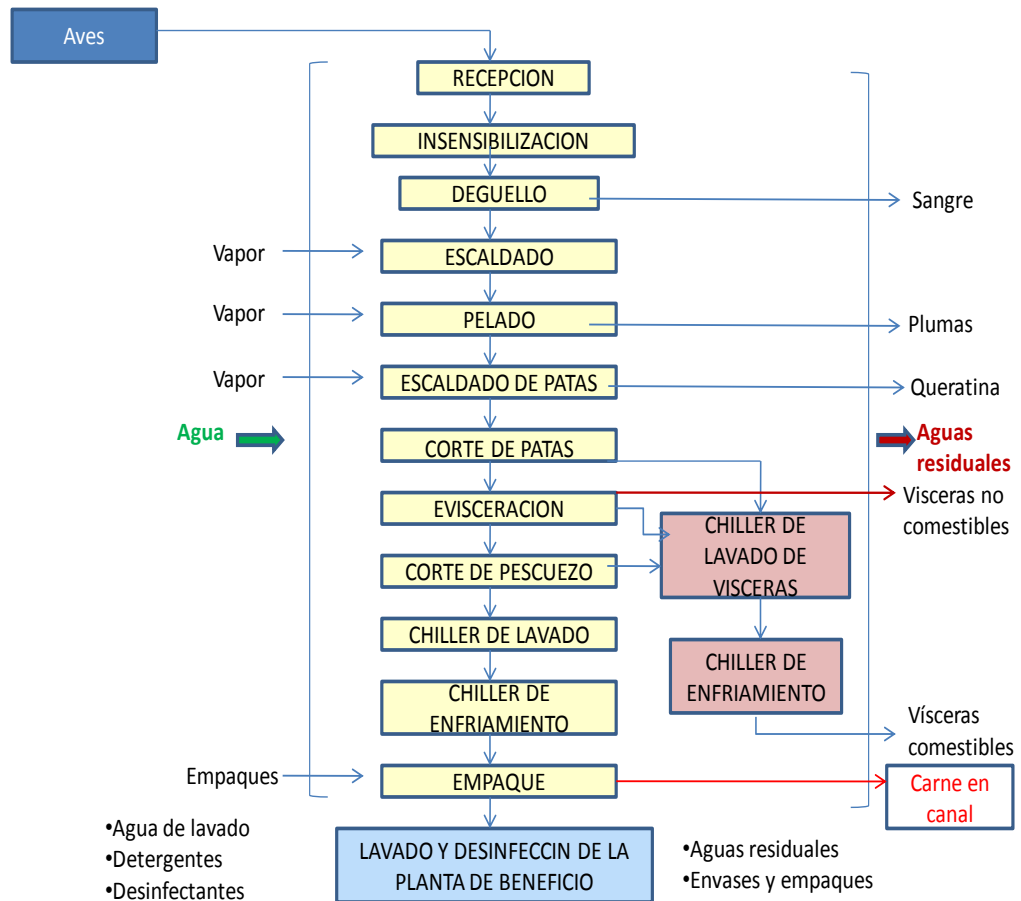 Aves
RECEPCION
INSENSIBILIZACION
DEGUELLO
Sangre
Vapor
ESCALDADO
Vapor
PELADO
Plumas
Vapor
ESCALDADO DE PATAS
Queratina
Agua
CORTE DE PATAS
Aguas
residuales
EVISCERACION
Visceras no
comestibles
CHILLER DE
LAVADO DE
VISCERAS
CORTE DE PESCUEZO
CHILLER DE LAVADO
CHILLER DE
ENFRIAMIENTO
CHILLER DE
ENFRIAMIENTO
Vísceras
comestibles
Empaques
EMPAQUE
Carne en
canal
•Agua de lavado
•Detergentes
•Desinfectantes
LAVADO Y DESINFECCIN DE LA
PLANTA DE BENEFICIO
•Aguas residuales
•Envases y empaques